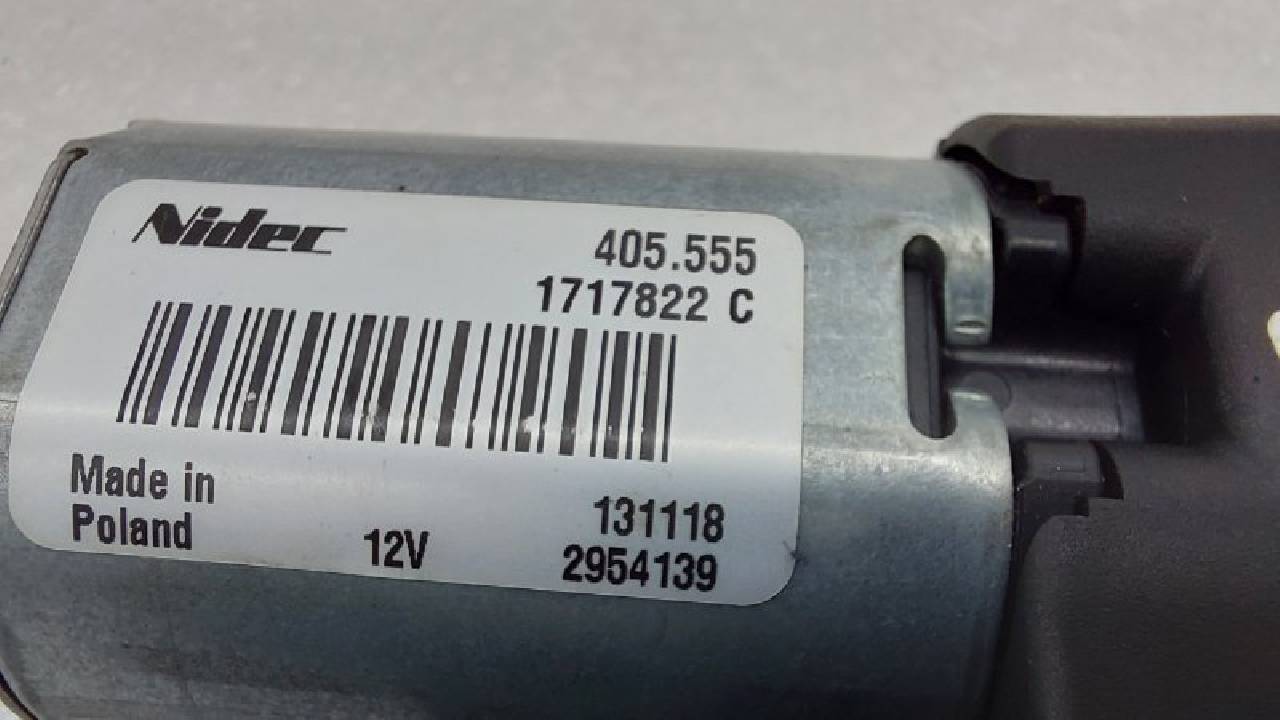 Nidec
405.555
1717822 C
Made in
Poland
12V
131118
2954139